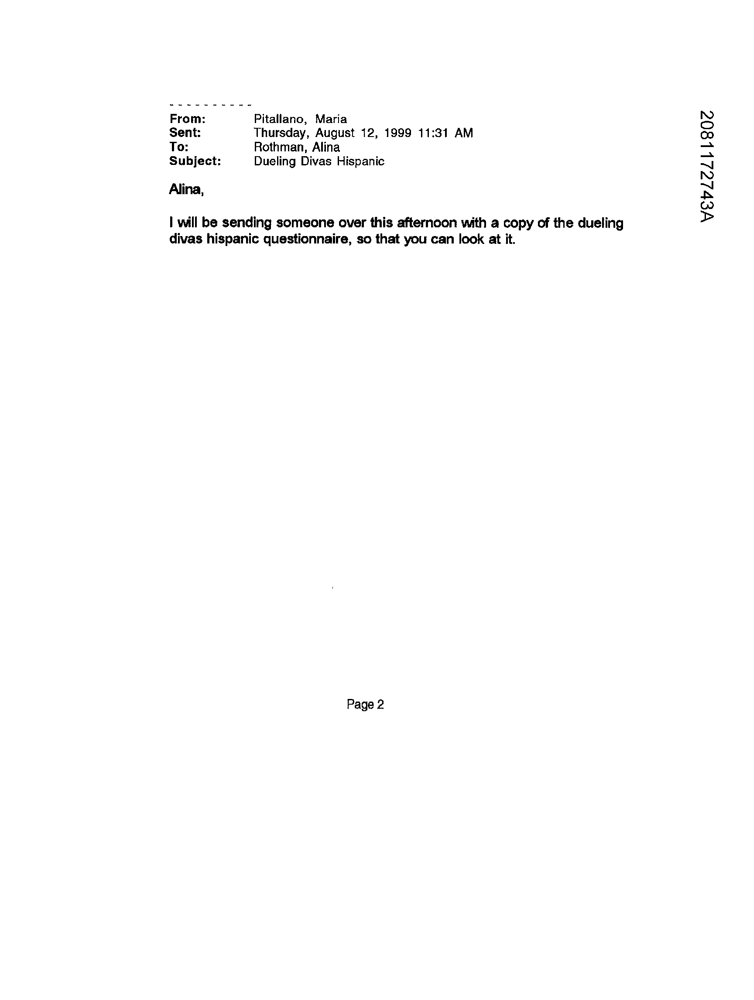 - - - - - - - - - -
From: Pitallano, Maria
Sent: Thursday, August 12, 1999 11:31 AM
To: Rothman, Alina
Subject: Dueling Divas Hispanic
Alina,
I will be sending someone over this afternoon with a copy of the dueling
divas hispanic questionnaire, so that you can look at it.
Page 2
2081172743A